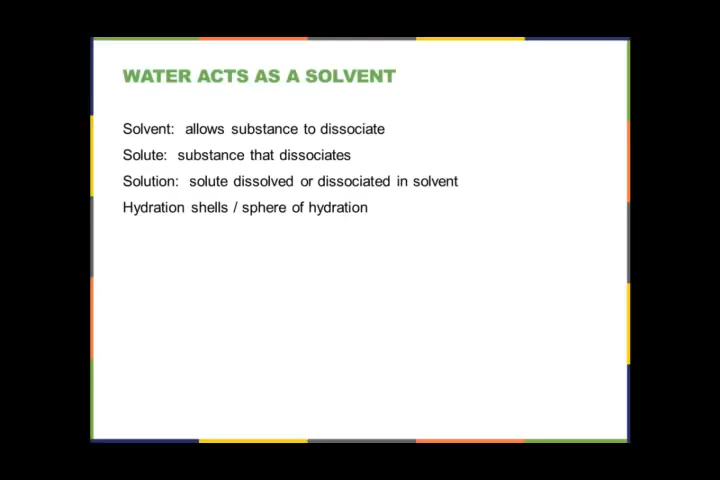 WATER ACTS AS A SOLVENT
Solvent: allows substance to dissociate
Solute: substance that dissociates
Solution: solute dissolved or dissociated in solvent
Hydration shells / sphere of hydration